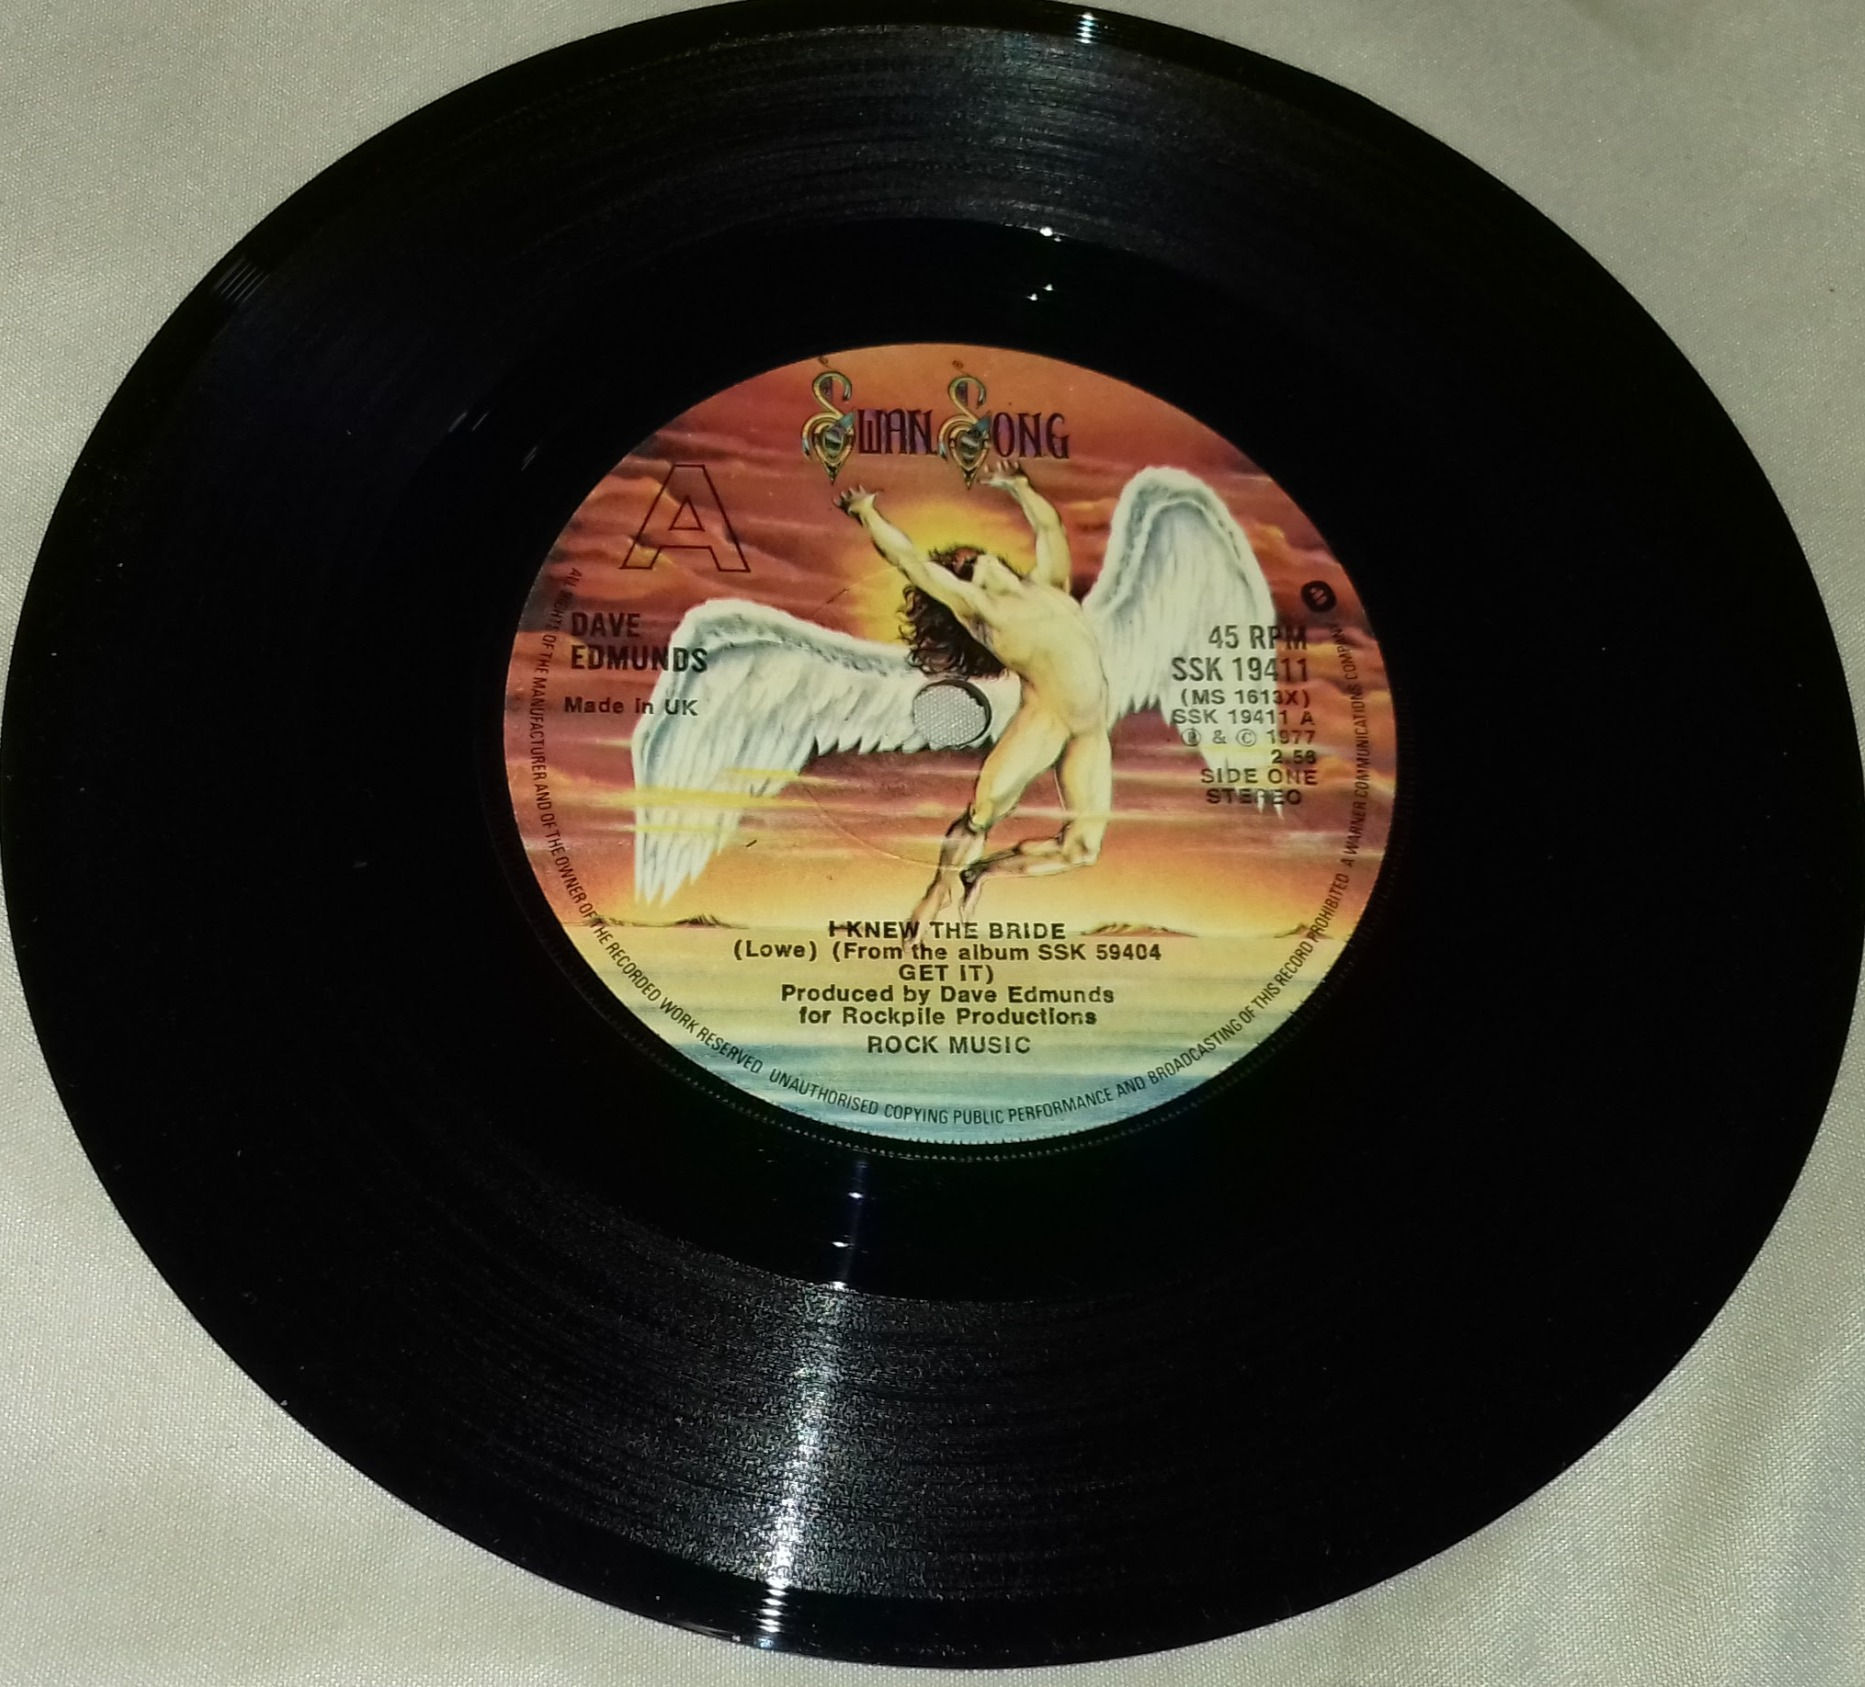 SWAN SONG
A
DAVE
EDMUNDS
Made in UK
45 RPM
SSK 19411
(MS 1613X)
SSK 19411 A
Ⓟ & © 1977
2.56
SIDE ONE
STEREO
I KNEW THE BRIDE
(Lowe) (From the album SSK 59404
GET IT)
Produced by Dave Edmunds
for Rockpile Productions
ROCK MUSIC
ALL RIGHTS OF THE MANUFACTURER AND OF THE OWNER OF THE RECORDED WORK RESERVED. UNAUTHORISED COPYING PUBLIC PERFORMANCE AND BROADCASTING OF THIS RECORD PROHIBITED A WARNER COMMUNICATIONS COMPANY